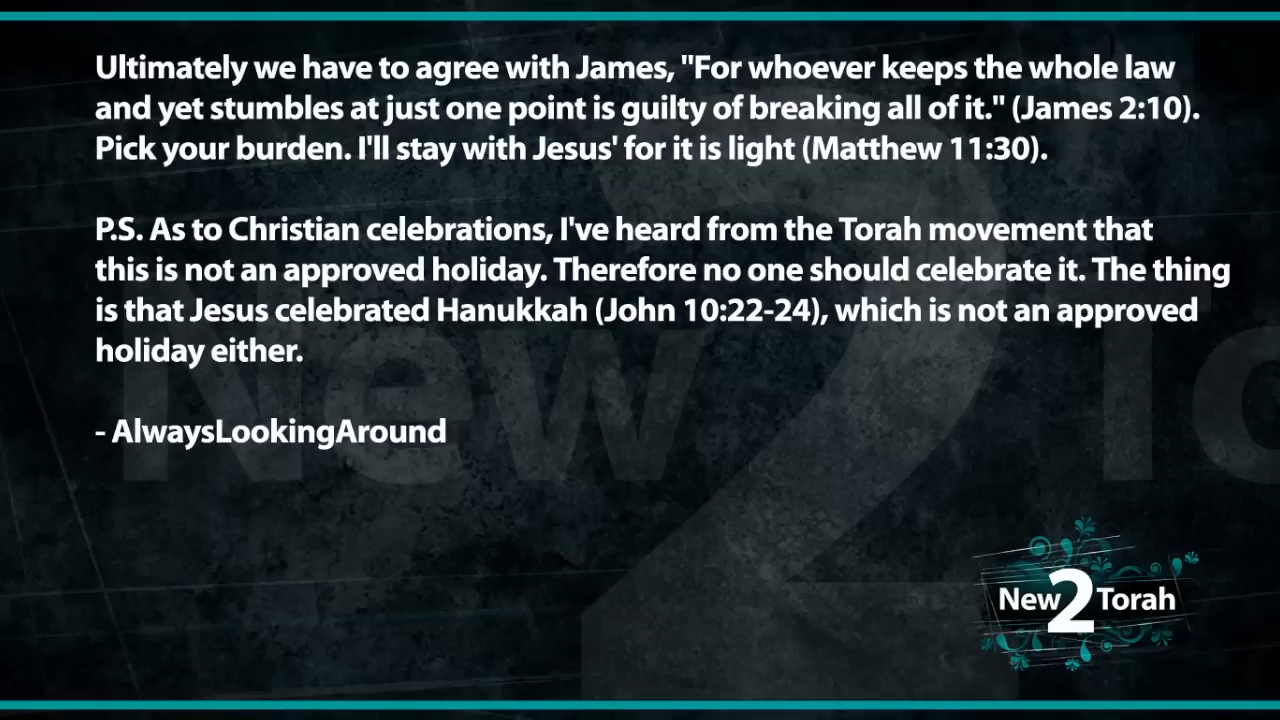 Ultimately we have to agree with James, "For whoever keeps the whole law
and yet stumbles at just one point is guilty of breaking all of it." (James 2:10).
Pick your burden. I'll stay with Jesus' for it is light (Matthew 11:30).
P.S. As to Christian celebrations, I've heard from the Torah movement that
this is not an approved holiday. Therefore no one should celebrate it. The thing
is that Jesus celebrated Hanukkah (John 10:22-24), which is not an approved
holiday either.
- AlwaysLookingAround
New 2 To
New2Torah